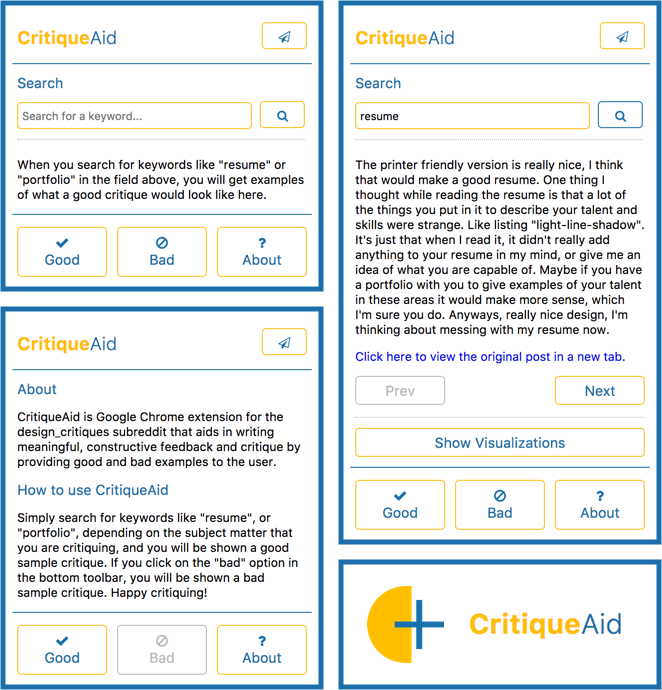 CritiqueAid
Search
Search for a keyword...
When you search for keywords like "resume" or
"portfolio" in the field above, you will get examples
of what a good critique would look like here.
Good
Bad
? About
CritiqueAid
About
CritiqueAid is Google Chrome extension for the
design_critiques subreddit that aids in writing
meaningful, constructive feedback and critique by
providing good and bad examples to the user.
How to use CritiqueAid
Simply search for keywords like "resume", or
"portfolio", depending on the subject matter that
you are critiquing, and you will be shown a good
sample critique. If you click on the "bad" option in
the bottom toolbar, you will be shown a bad
sample critique. Happy critiquing!
Good
Bad
? About
CritiqueAid
Search
resume
The printer friendly version is really nice, I think
that would make a good resume. One thing I
thought while reading the resume is that a lot of
the things you put in it to describe your talent and
skills were strange. Like listing "light-line-shadow".
It's just that when I read it, it didn't really add
anything to your resume in my mind, or give me an
idea of what you are capable of. Maybe if you have
a portfolio with you to give examples of your talent
in these areas it would make more sense, which
I'm sure you do. Anyways, really nice design, I'm
thinking about messing with my resume now.
Click here to view the original post in a new tab.
Prev
Next
Show Visualizations
Good
Bad
? About
CritiqueAid